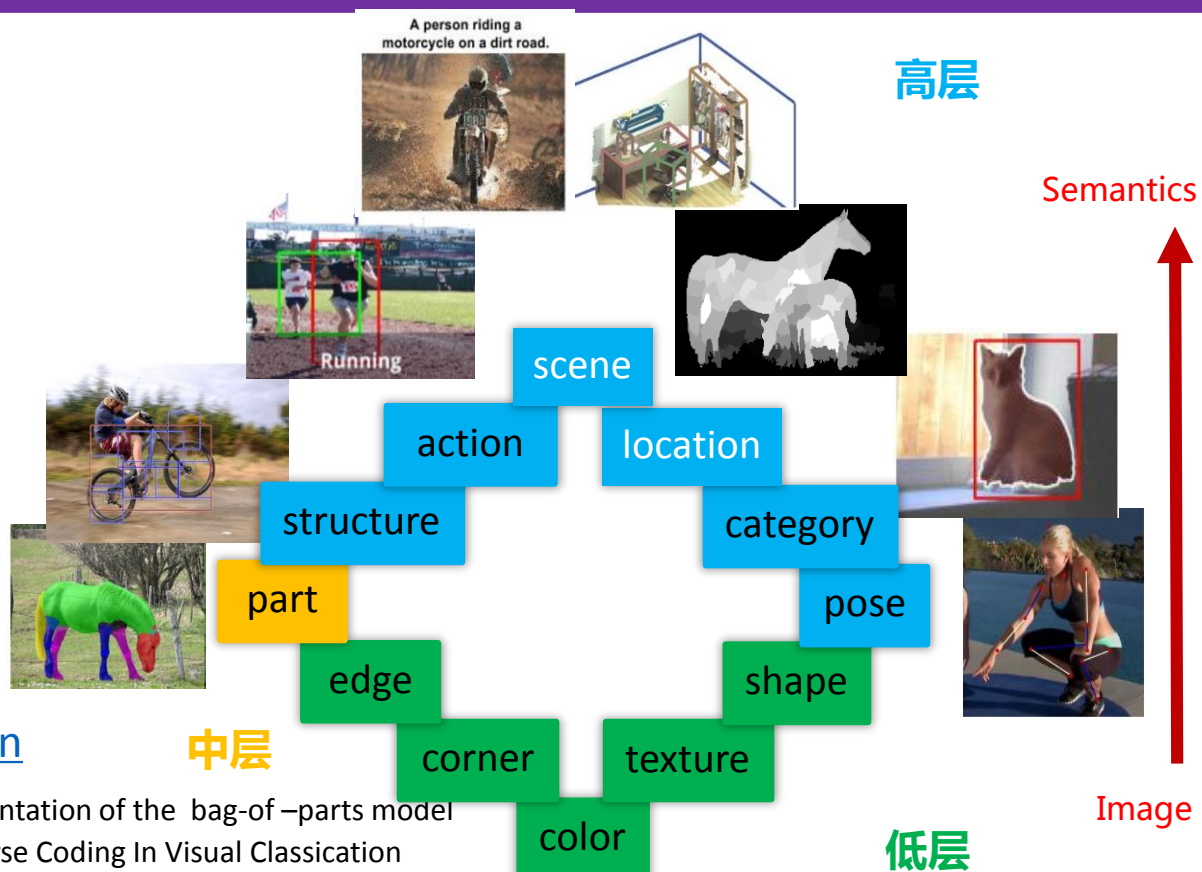 A person riding a
motorcycle on a dirt road.
高层
Semantics
Running
scene
action
location
structure
category
part
pose
edge
shape
n
中层
corner
texture
ntation of the bag-of –parts model
Image
rse Coding In Visual Classication
color
低层